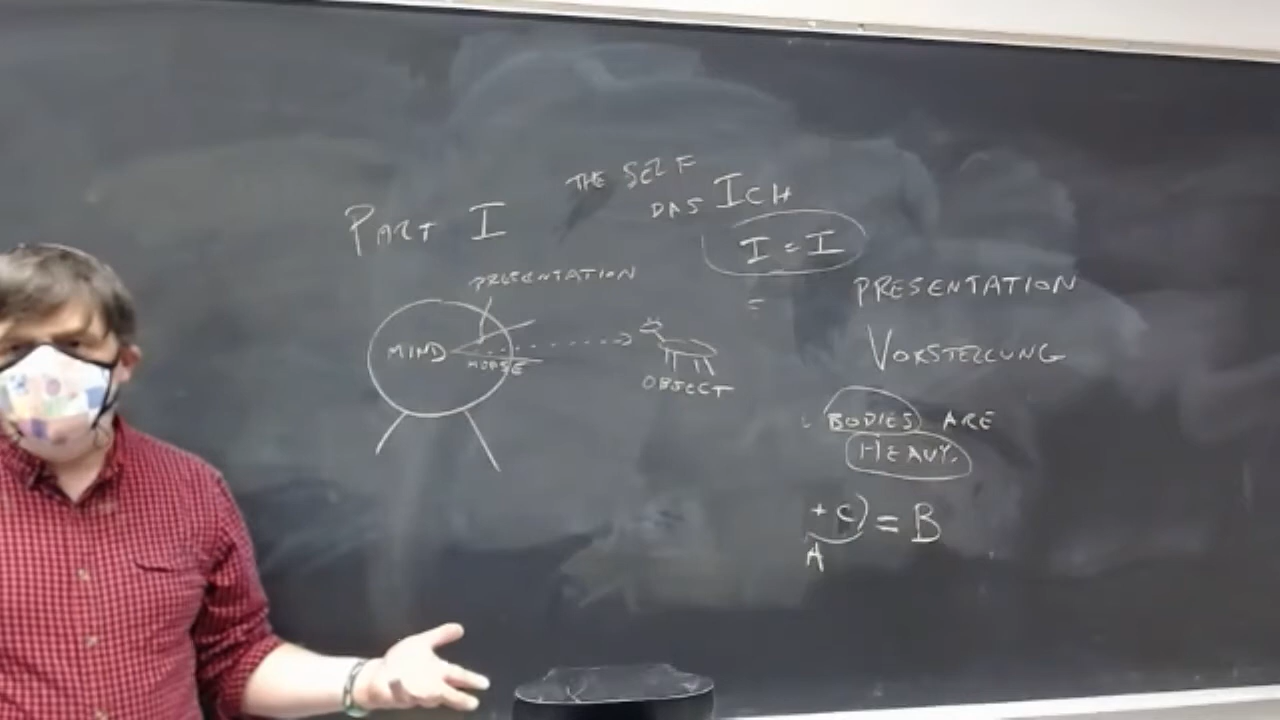 THE SELF
DAS ICH
PART I
I = I
PRESENTATION
=
PRESENTATION
MIND
HORSE
OBJECT
VORSTELLUNG
BODIES ARE
HEAVY.
+ C) = B
A